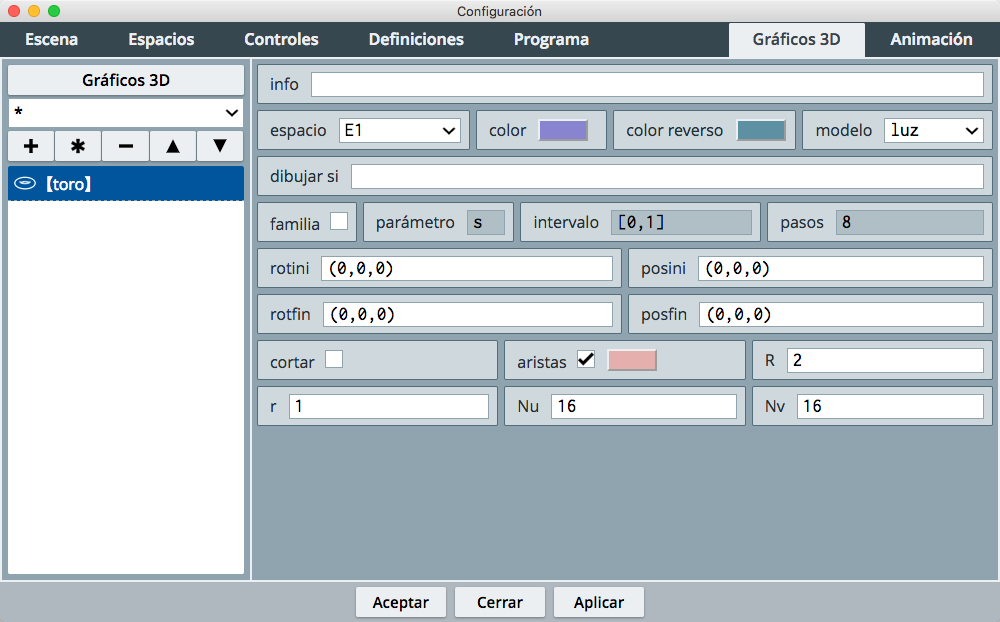 Configuración
Escena Espacios Controles Definiciones Programa Gráficos 3D Animación
Gráficos 3D
*
+ ✱ − ▲ ▼
【toro】
info
espacio E1 color color reverso modelo luz
dibujar si
familia parámetro s intervalo [0,1] pasos 8
rotini (0,0,0) posini (0,0,0)
rotfin (0,0,0) posfin (0,0,0)
cortar aristas R 2
r 1 Nu 16 Nv 16
Aceptar Cerrar Aplicar